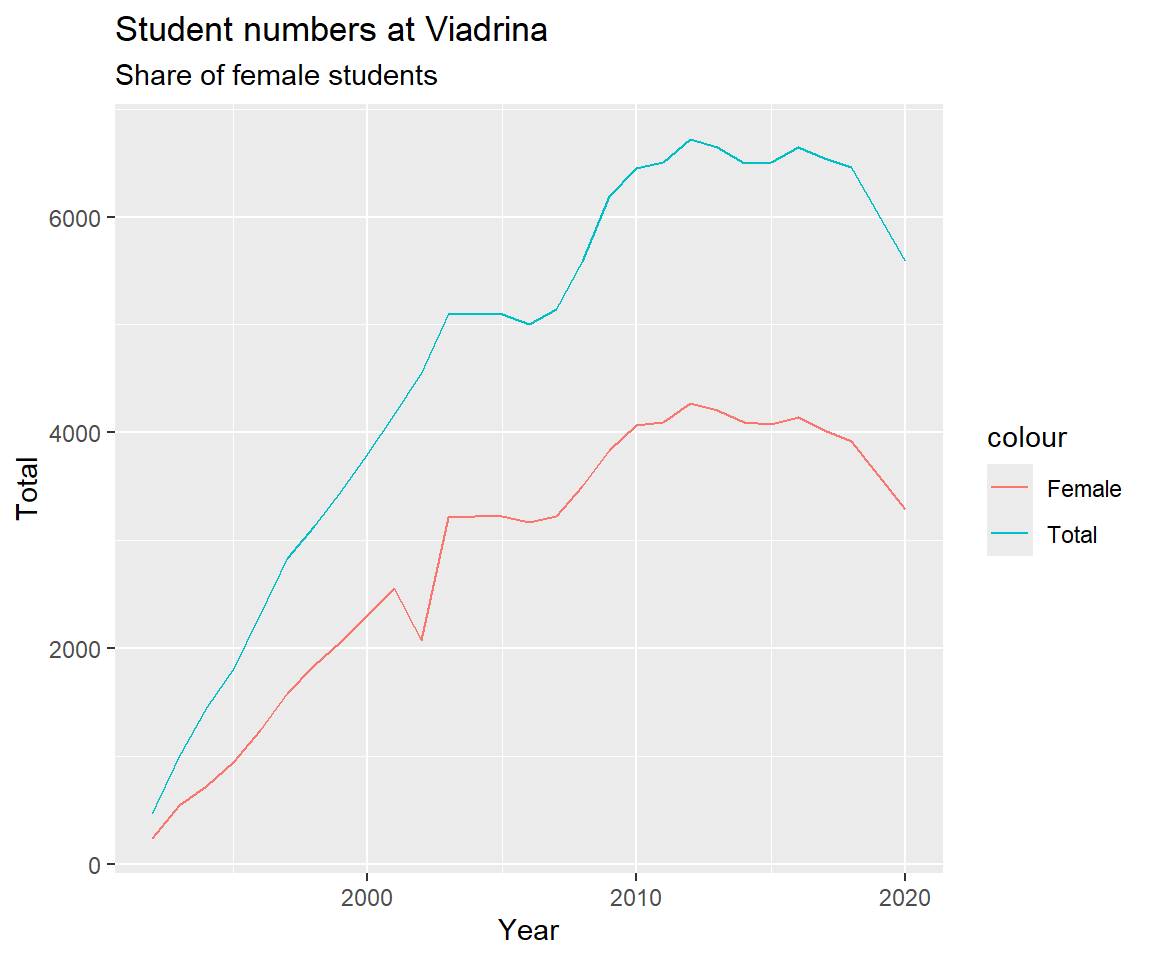 Student numbers at Viadrina
Share of female students
Total
6000
4000
2000
0
2000
2010
2020
Year
colour
Female
Total